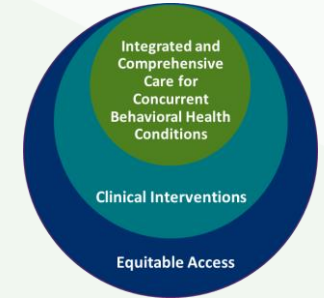 Integrated and
Comprehensive
Care for
Concurrent
Behavioral Health
Conditions
Clinical Interventions
Equitable Access